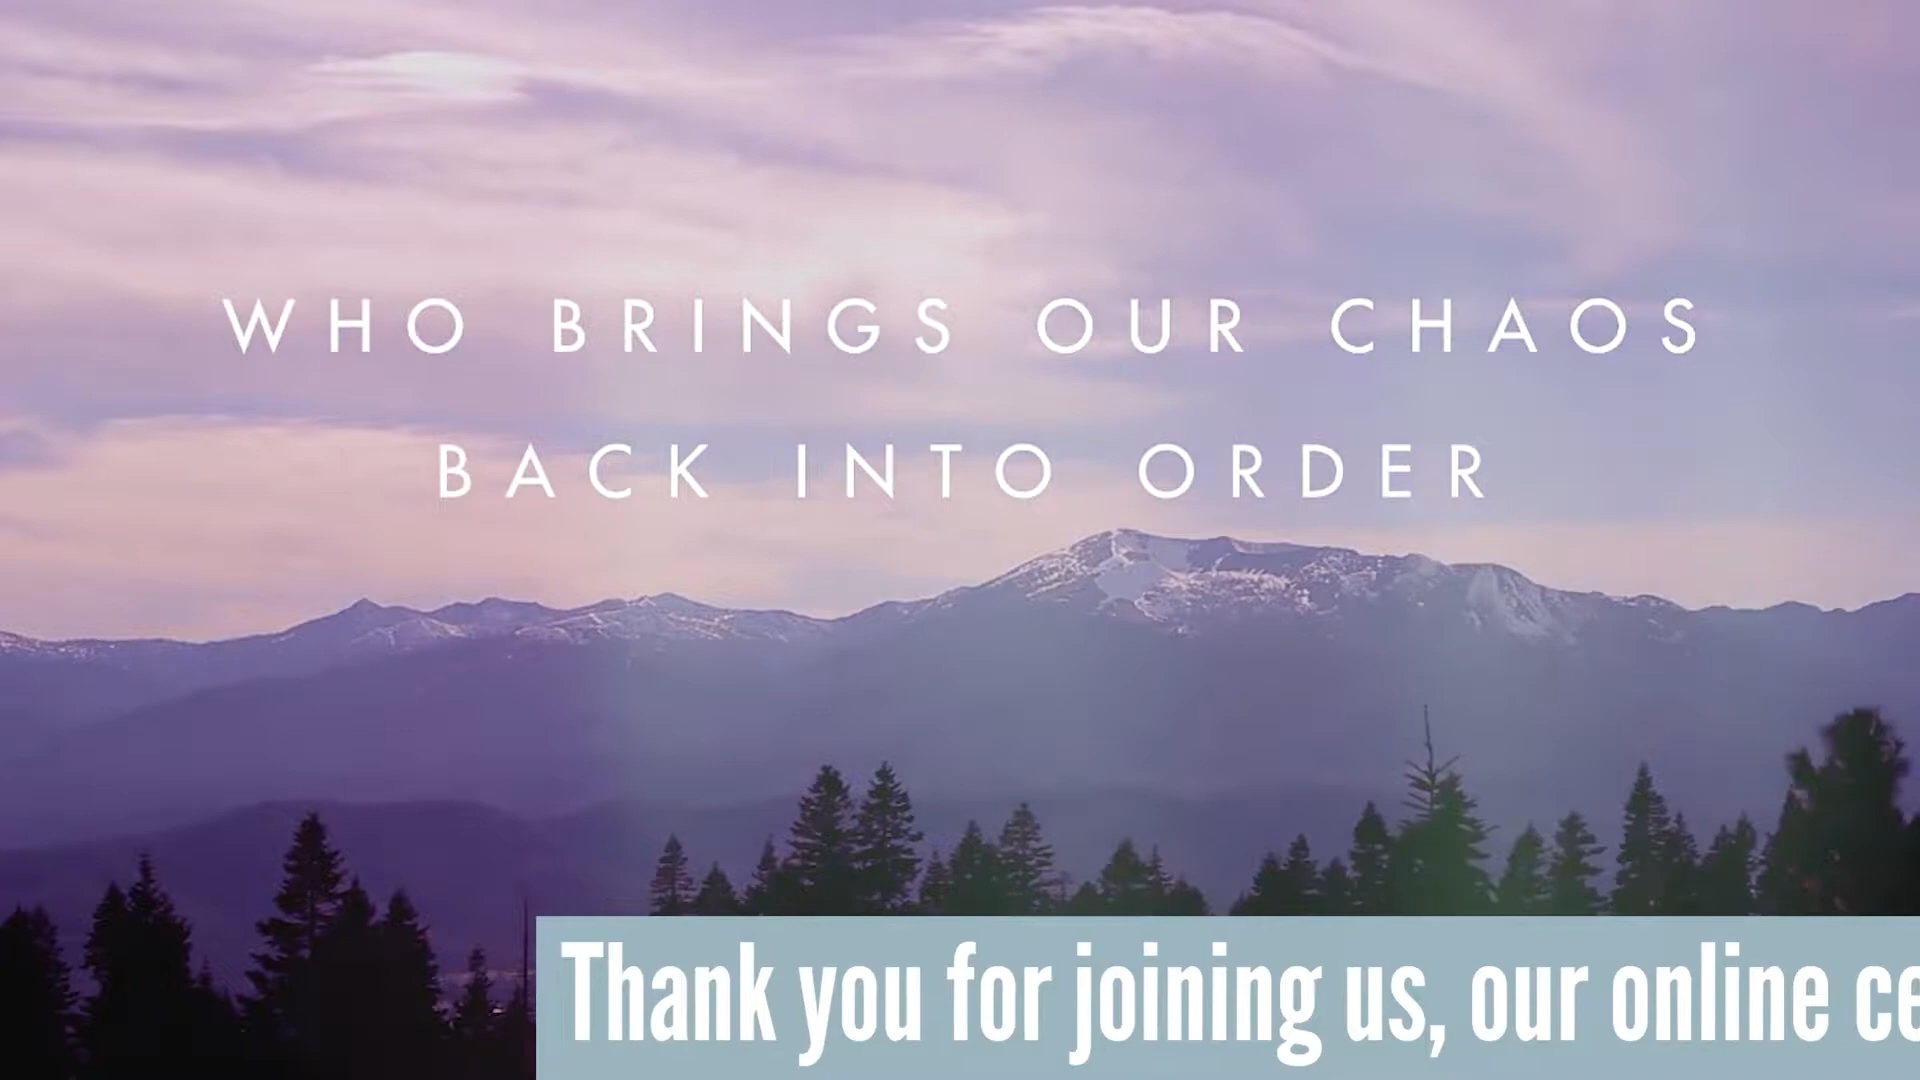 WHO BRINGS OUR CHAOS
BACK INTO ORDER
Thank you for joining us, our online